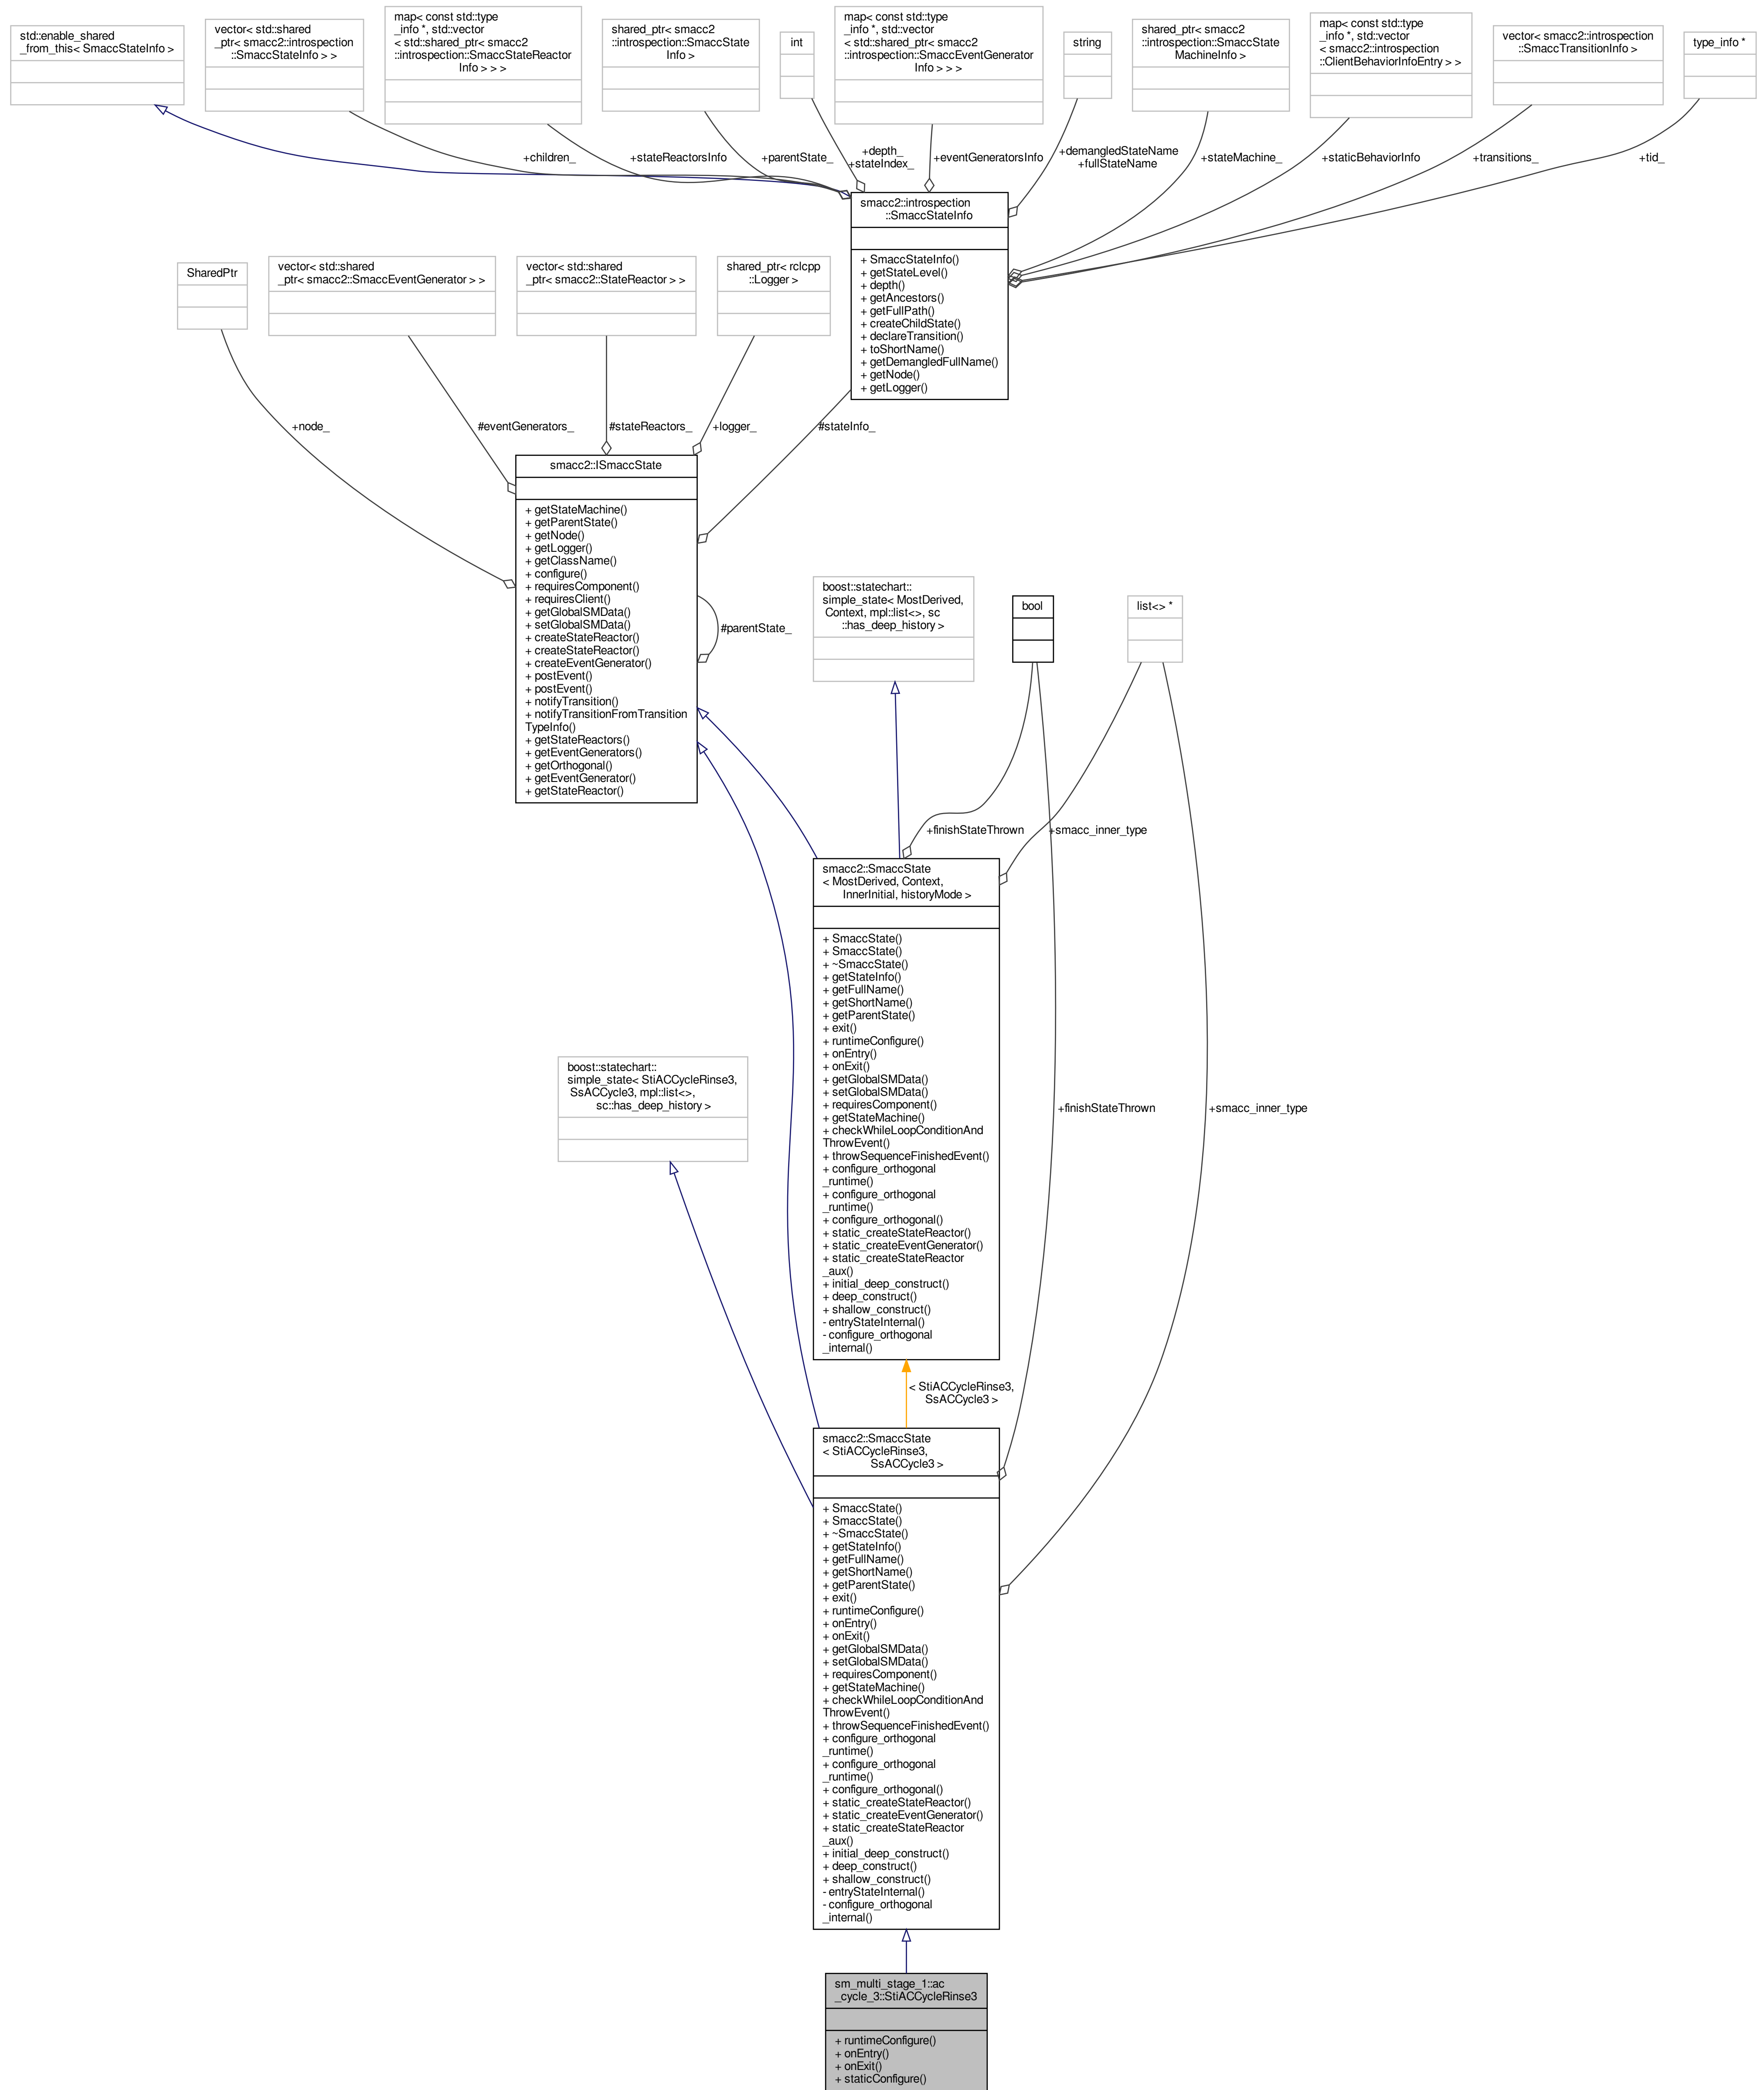 std::enable_shared
_from_this< SmaccStateInfo >
vector< std::shared
_ptr< smacc2::introspection
::SmaccStateInfo > >
map< const std::type
_info *, std::vector
< std::shared_ptr< smacc2
::introspection::SmaccStateReactor
Info > > >
shared_ptr< smacc2
::introspection::SmaccState
Info >
int
map< const std::type
_info *, std::vector
< std::shared_ptr< smacc2
::introspection::SmaccEventGenerator
Info > > >
string
shared_ptr< smacc2
::introspection::SmaccState
MachineInfo >
map< const std::type
_info *, std::vector
< smacc2::introspection
::ClientBehaviorInfoEntry > >
vector< smacc2::introspection
::SmaccTransitionInfo >
type_info *
+children_
+stateReactorsInfo
+parentState_
+depth_
+stateIndex_
+eventGeneratorsInfo
+demangledStateName
+fullStateName
+stateMachine_
+staticBehaviorInfo
+transitions_
+tid_
smacc2::introspection
::SmaccStateInfo
+ SmaccStateInfo()
+ getStateLevel()
+ depth()
+ getAncestors()
+ getFullPath()
+ createChildState()
+ declareTransition()
+ toShortName()
+ getDemangledFullName()
+ getNode()
+ getLogger()
SharedPtr
vector< std::shared
_ptr< smacc2::SmaccEventGenerator > >
vector< std::shared
_ptr< smacc2::StateReactor > >
shared_ptr< rclcpp
::Logger >
+node_
#eventGenerators_
#stateReactors_
+logger_
#stateInfo_
smacc2::ISmaccState
+ getStateMachine()
+ getParentState()
+ getNode()
+ getLogger()
+ getClassName()
+ configure()
+ requiresComponent()
+ requiresClient()
+ getGlobalSMData()
+ setGlobalSMData()
+ createStateReactor()
+ createStateReactor()
+ createEventGenerator()
+ postEvent()
+ postEvent()
+ notifyTransition()
+ notifyTransitionFromTransition
TypeInfo()
+ getStateReactors()
+ getEventGenerators()
+ getOrthogonal()
+ getEventGenerator()
+ getStateReactor()
#parentState_
boost::statechart::
simple_state< MostDerived,
Context, mpl::list<>, sc
::has_deep_history >
bool
list<> *
+finishStateThrown
+smacc_inner_type
smacc2::SmaccState
< MostDerived, Context,
InnerInitial, historyMode >
+ SmaccState()
+ SmaccState()
+ ~SmaccState()
+ getStateInfo()
+ getFullName()
+ getShortName()
+ getParentState()
+ exit()
+ runtimeConfigure()
+ onEntry()
+ onExit()
+ getGlobalSMData()
+ setGlobalSMData()
+ requiresComponent()
+ getStateMachine()
+ checkWhileLoopConditionAnd
ThrowEvent()
+ throwSequenceFinishedEvent()
+ configure_orthogonal
_runtime()
+ configure_orthogonal
_runtime()
+ configure_orthogonal()
+ static_createStateReactor()
+ static_createEventGenerator()
+ static_createStateReactor
_aux()
+ initial_deep_construct()
+ deep_construct()
+ shallow_construct()
- entryStateInternal()
- configure_orthogonal
_internal()
boost::statechart::
simple_state< StiACCycleRinse3,
SsACCycle3, mpl::list<>,
sc::has_deep_history >
+finishStateThrown
+smacc_inner_type
< StiACCycleRinse3,
SsACCycle3 >
smacc2::SmaccState
< StiACCycleRinse3,
SsACCycle3 >
+ SmaccState()
+ SmaccState()
+ ~SmaccState()
+ getStateInfo()
+ getFullName()
+ getShortName()
+ getParentState()
+ exit()
+ runtimeConfigure()
+ onEntry()
+ onExit()
+ getGlobalSMData()
+ setGlobalSMData()
+ requiresComponent()
+ getStateMachine()
+ checkWhileLoopConditionAnd
ThrowEvent()
+ throwSequenceFinishedEvent()
+ configure_orthogonal
_runtime()
+ configure_orthogonal
_runtime()
+ configure_orthogonal()
+ static_createStateReactor()
+ static_createEventGenerator()
+ static_createStateReactor
_aux()
+ initial_deep_construct()
+ deep_construct()
+ shallow_construct()
- entryStateInternal()
- configure_orthogonal
_internal()
sm_multi_stage_1::ac
_cycle_3::StiACCycleRinse3
+ runtimeConfigure()
+ onEntry()
+ onExit()
+ staticConfigure()